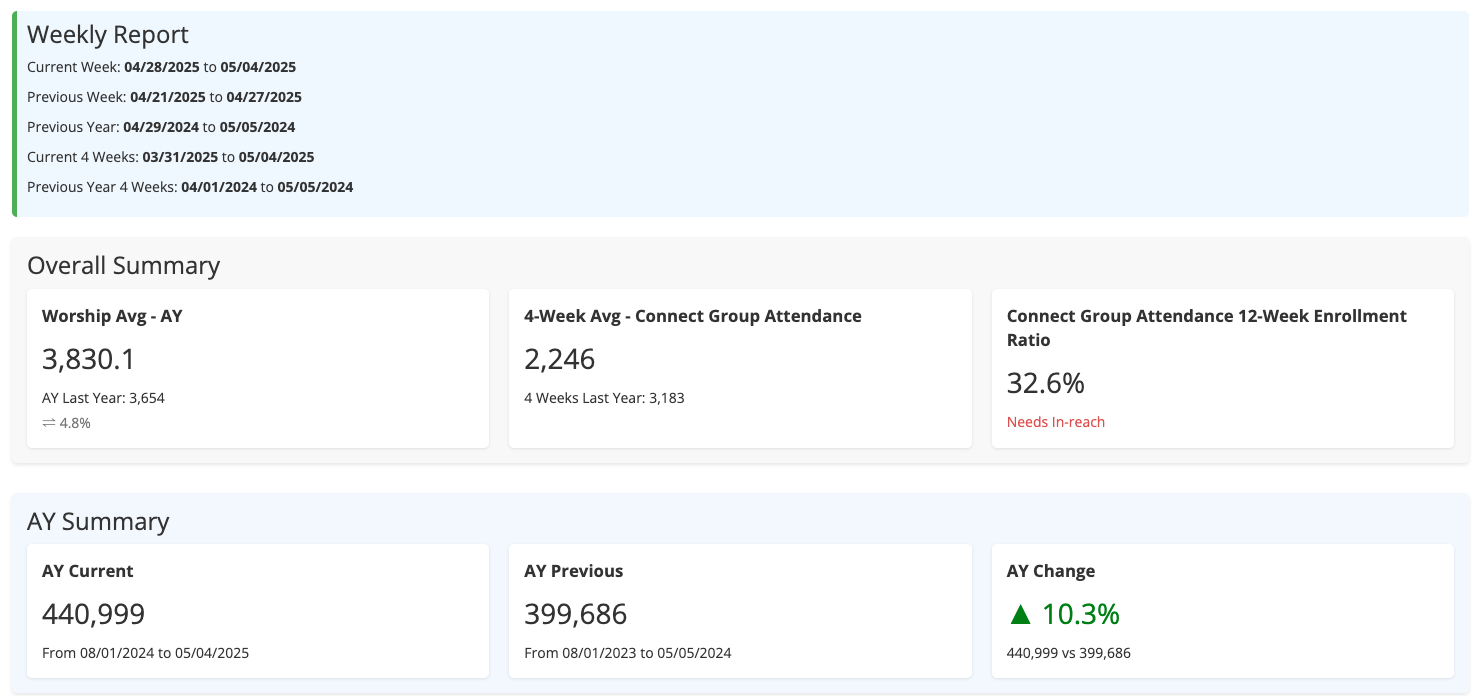 Weekly Report
Current Week: 04/28/2025 to 05/04/2025
Previous Week: 04/21/2025 to 04/27/2025
Previous Year: 04/29/2024 to 05/05/2024
Current 4 Weeks: 03/31/2025 to 05/04/2025
Previous Year 4 Weeks: 04/01/2024 to 05/05/2024
Overall Summary
Worship Avg - AY
3,830.1
AY Last Year: 3,654
⇌ 4.8%
4-Week Avg - Connect Group Attendance
2,246
4 Weeks Last Year: 3,183
Connect Group Attendance 12-Week Enrollment
Ratio
32.6%
Needs In-reach
AY Summary
AY Current
440,999
From 08/01/2024 to 05/04/2025
AY Previous
399,686
From 08/01/2023 to 05/05/2024
AY Change
▲ 10.3%
440,999 vs 399,686